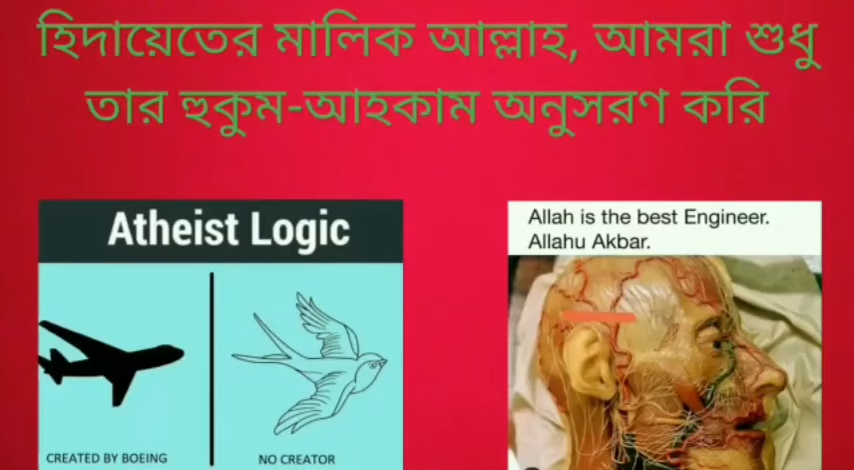 হিদায়েতের মালিক আল্লাহ, আমরা শুধু
তার হুকুম-আহকাম অনুসরণ করি
Atheist Logic
CREATED BY BOEING
NO CREATOR
Allah is the best Engineer.
Allahu Akbar.